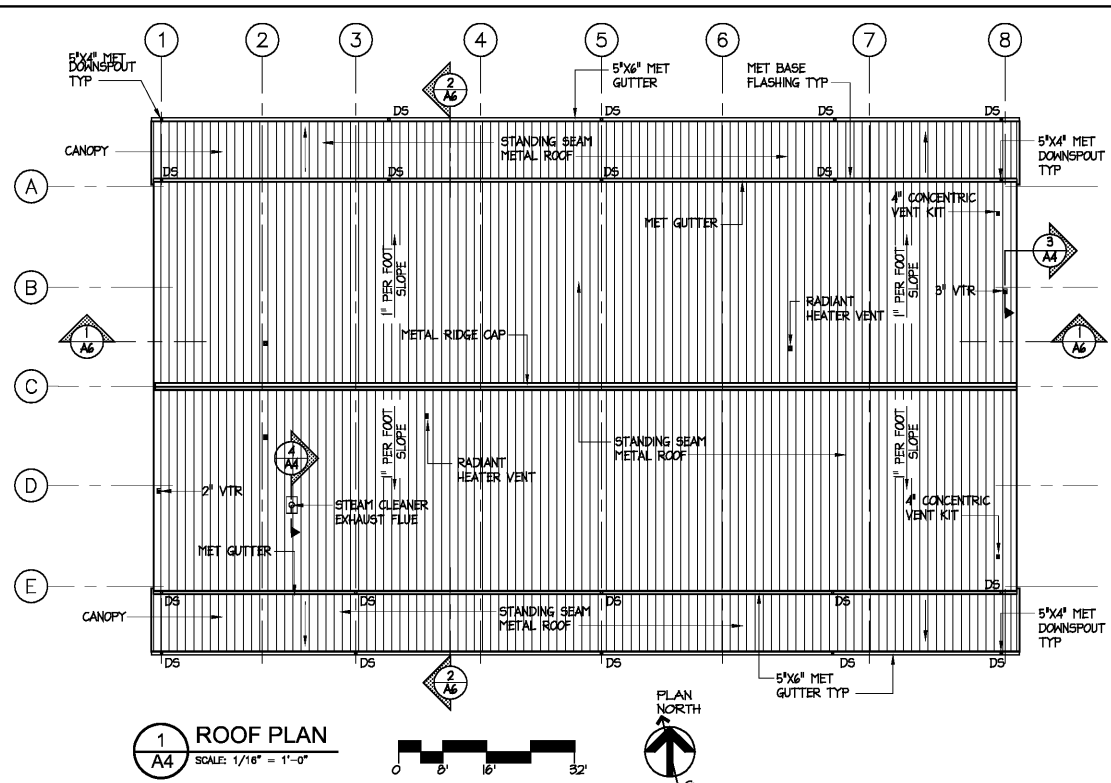 1 2 3 4 5 6 7 8
5"X4" MET
DOWNSPOUT
TYP
2
A6
5"X6" MET
GUTTER
MET BASE
FLASHING TYP
DS DS DS DS
CANOPY
STANDING SEAM
METAL ROOF
5"X4" MET
DOWNSPOUT
TYP
DS DS DS DS
A
4" CONCENTRIC
VENT KIT
MET GUTTER
3
A4
B
1" PER FOOT
SLOPE
1" PER FOOT
SLOPE
3" VTR
RADIANT
HEATER VENT
1
A6
METAL RIDGE CAP
1
A6
C
1" PER FOOT
SLOPE
1" PER FOOT
SLOPE
STANDING SEAM
METAL ROOF
4
A4
RADIANT
HEATER VENT
D
2" VTR
STEAM CLEANER
EXHAUST FLUE
4" CONCENTRIC
VENT KIT
MET GUTTER
E
DS
DS DS DS DS
CANOPY
STANDING SEAM
METAL ROOF
5"X4" MET
DOWNSPOUT
TYP
DS DS DS DS
2
A6
5"X6" MET
GUTTER TYP
PLAN
NORTH
1
A4
ROOF PLAN
SCALE: 1/16" = 1'-0"
0 8' 16' 32'